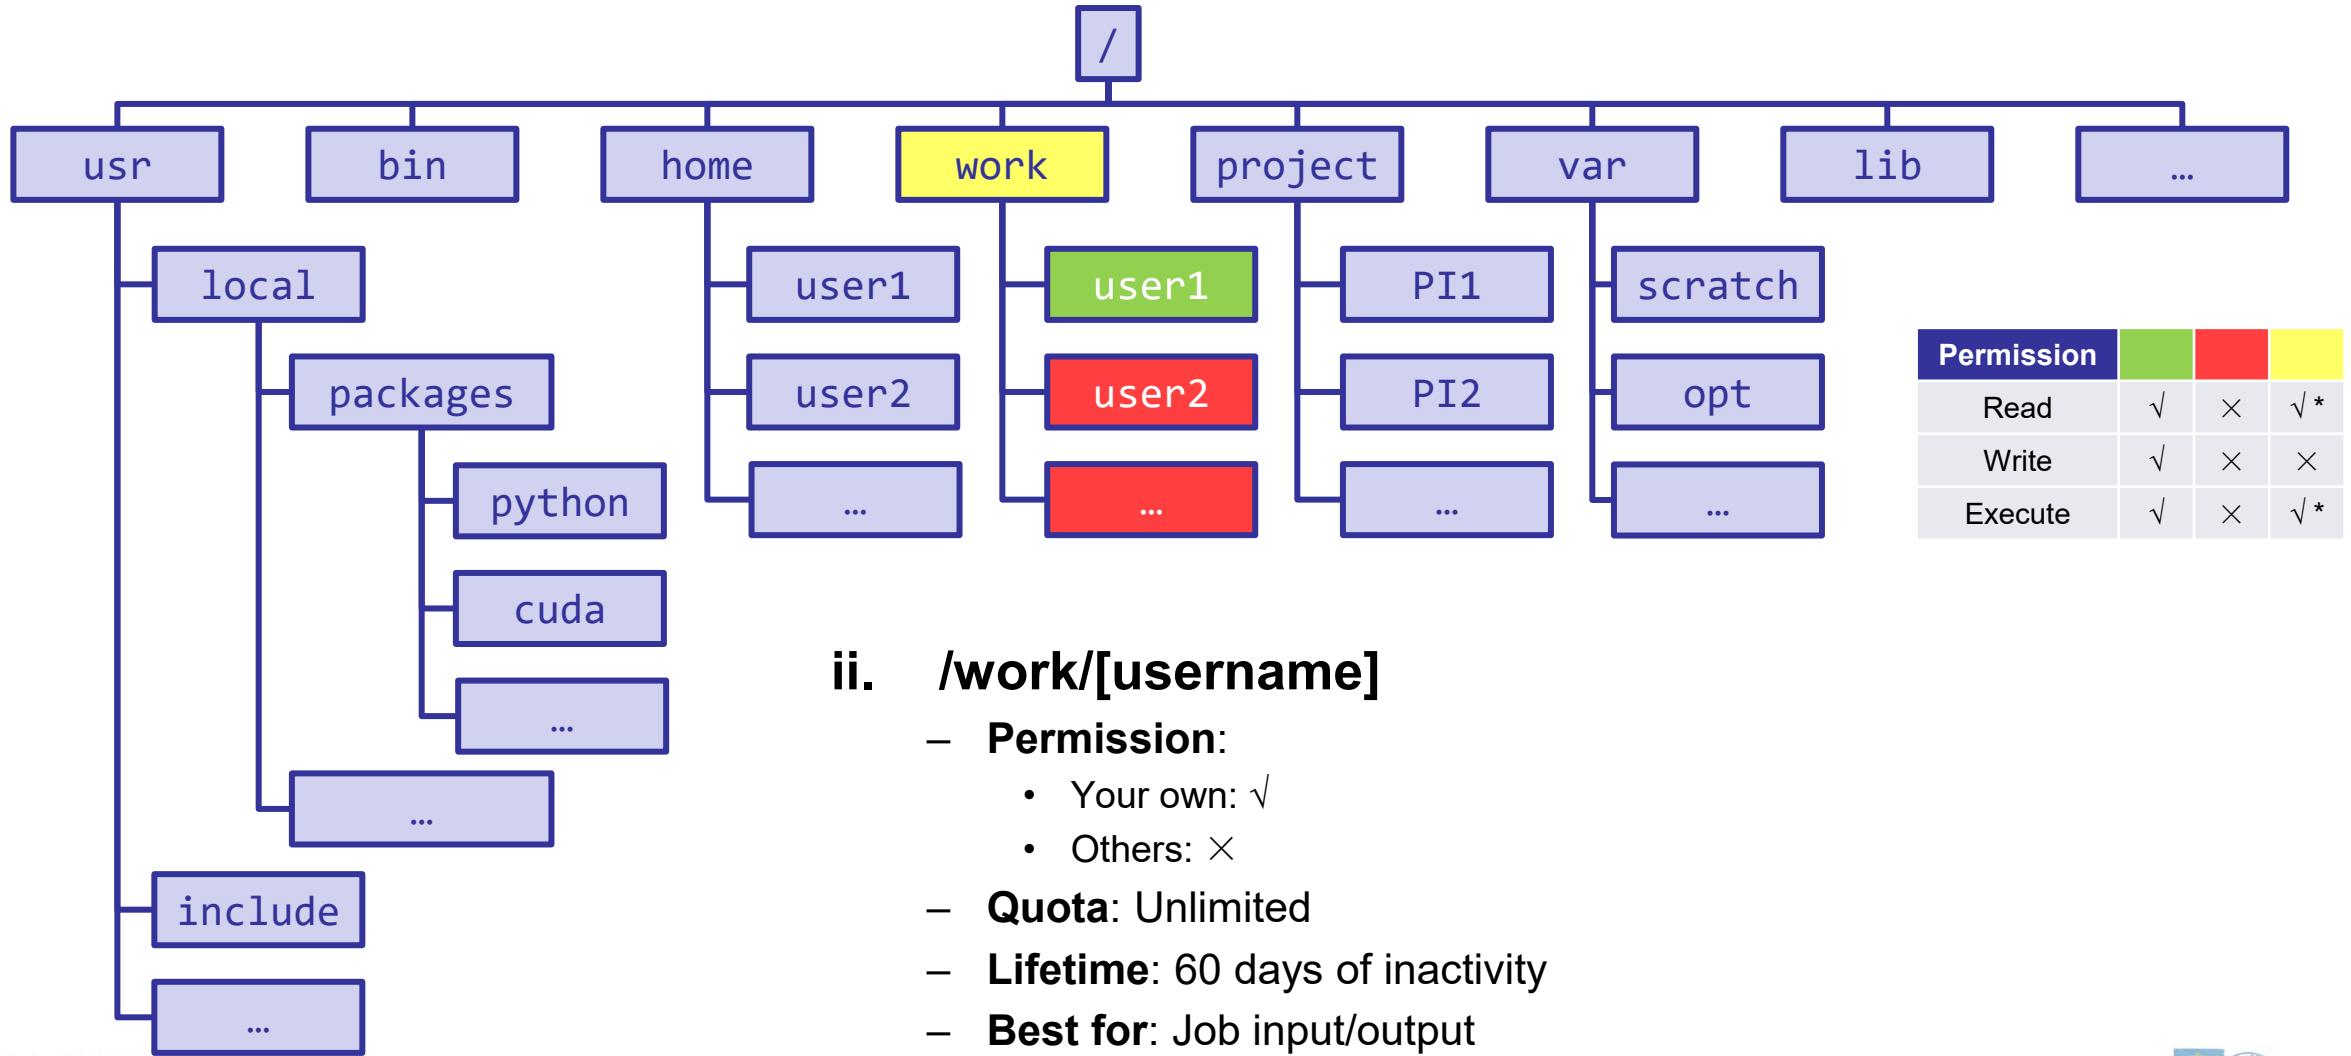 /
usr bin home work project var lib …
local user1 user1 PI1 scratch
packages user2 user2 PI2 opt
python … … … …
cuda
…
…
include
…
Permission
Read √ × √ *
Write √ × ×
Execute √ × √ *
ii. /work/[username]
– Permission:
• Your own: √
• Others: ×
– Quota: Unlimited
– Lifetime: 60 days of inactivity
– Best for: Job input/output